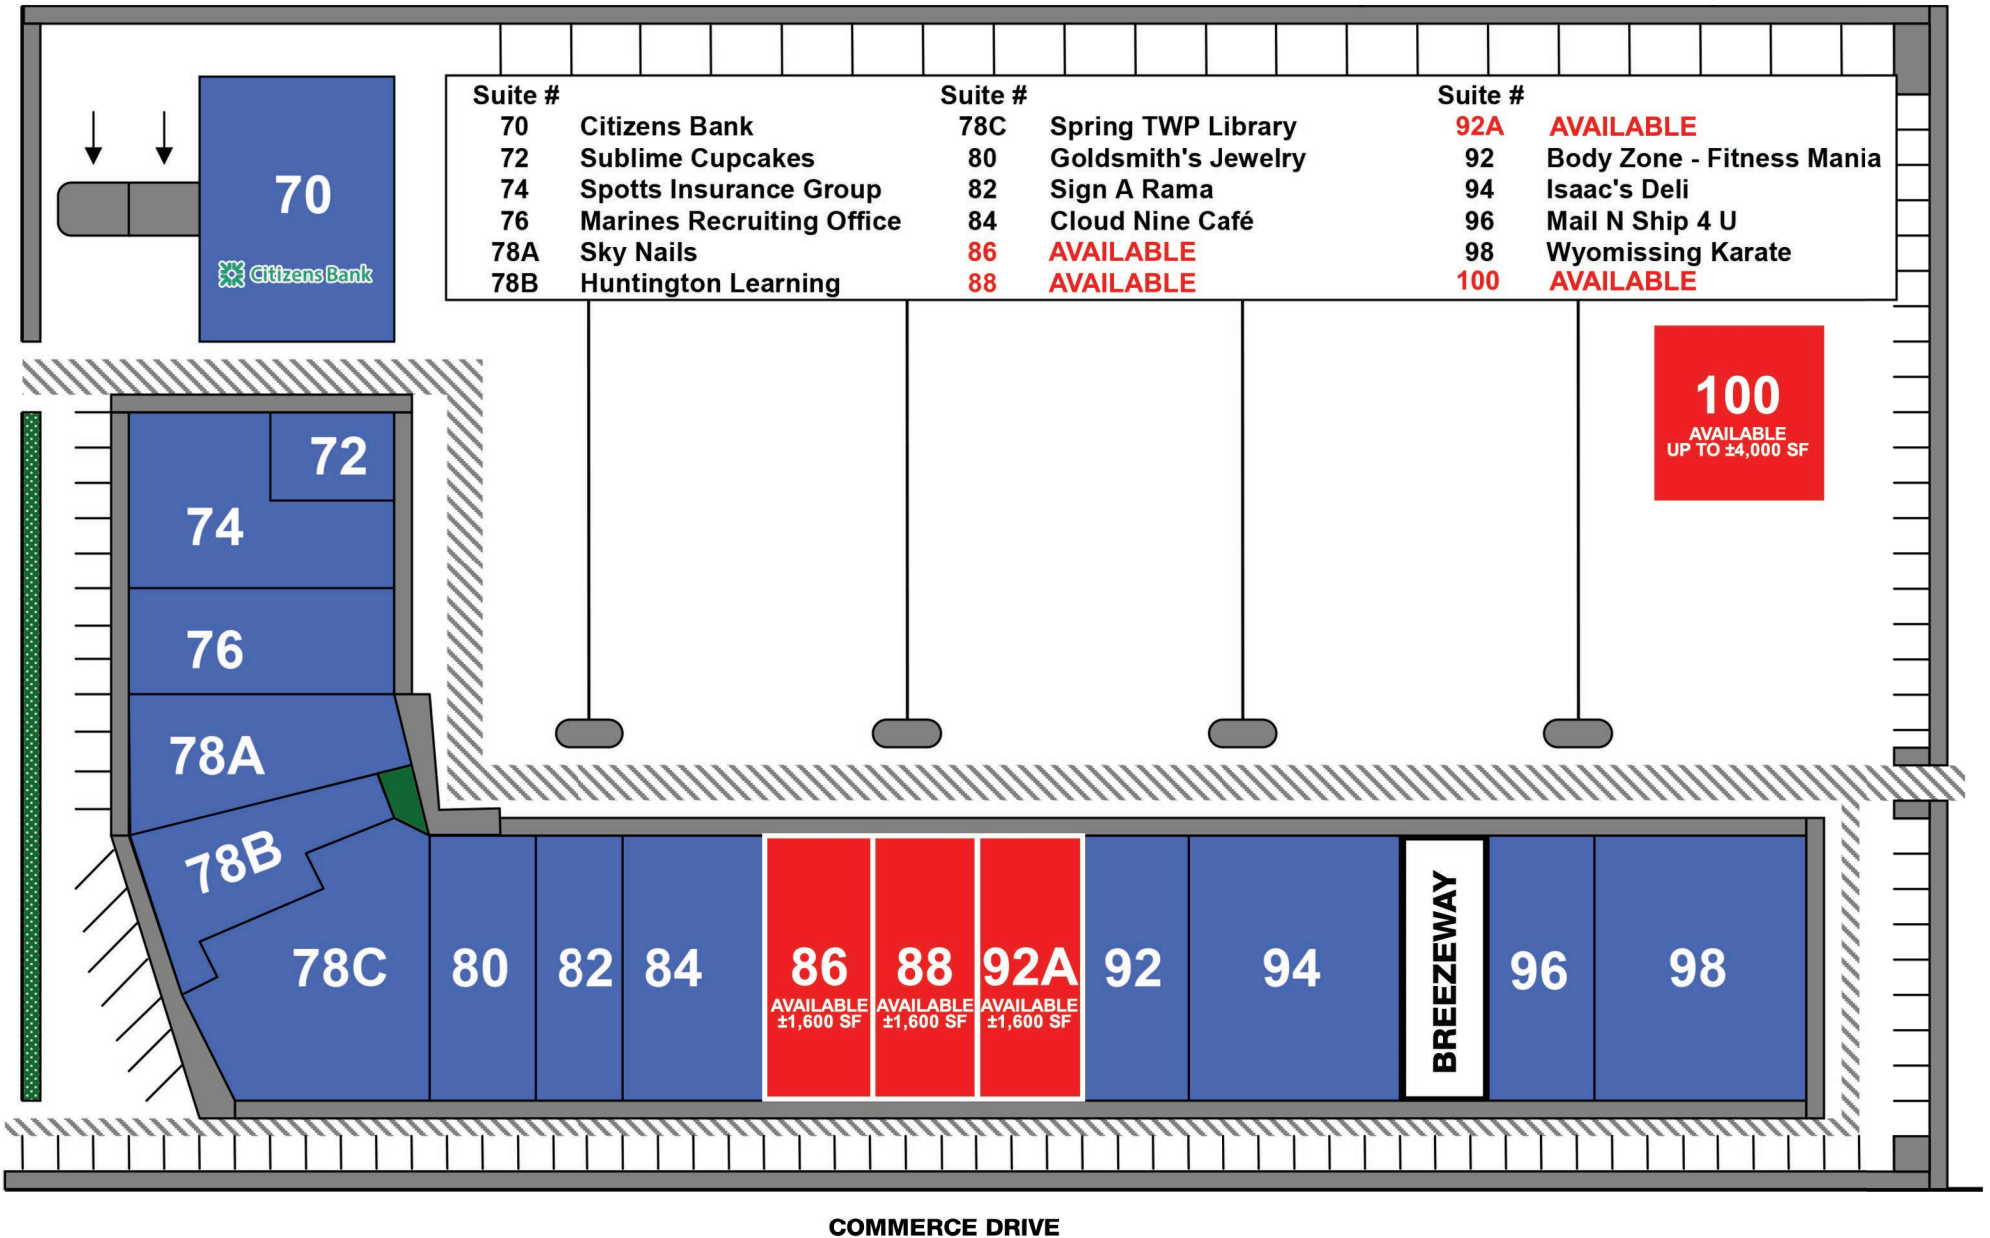 Suite #
70 Citizens Bank
72 Sublime Cupcakes
74 Spotts Insurance Group
76 Marines Recruiting Office
78A Sky Nails
78B Huntington Learning
Suite #
78C Spring TWP Library
80 Goldsmith's Jewelry
82 Sign A Rama
84 Cloud Nine Café
86 AVAILABLE
88 AVAILABLE
Suite #
92A AVAILABLE
92 Body Zone - Fitness Mania
94 Isaac's Deli
96 Mail N Ship 4 U
98 Wyomissing Karate
100 AVAILABLE
70
Citizens Bank
100
AVAILABLE
UP TO ±4,000 SF
72
74
76
78A
78B
78C
80
82
84
86
AVAILABLE
±1,600 SF
88
AVAILABLE
±1,600 SF
92A
AVAILABLE
±1,600 SF
92
94
BREEZEWAY
96
98
COMMERCE DRIVE